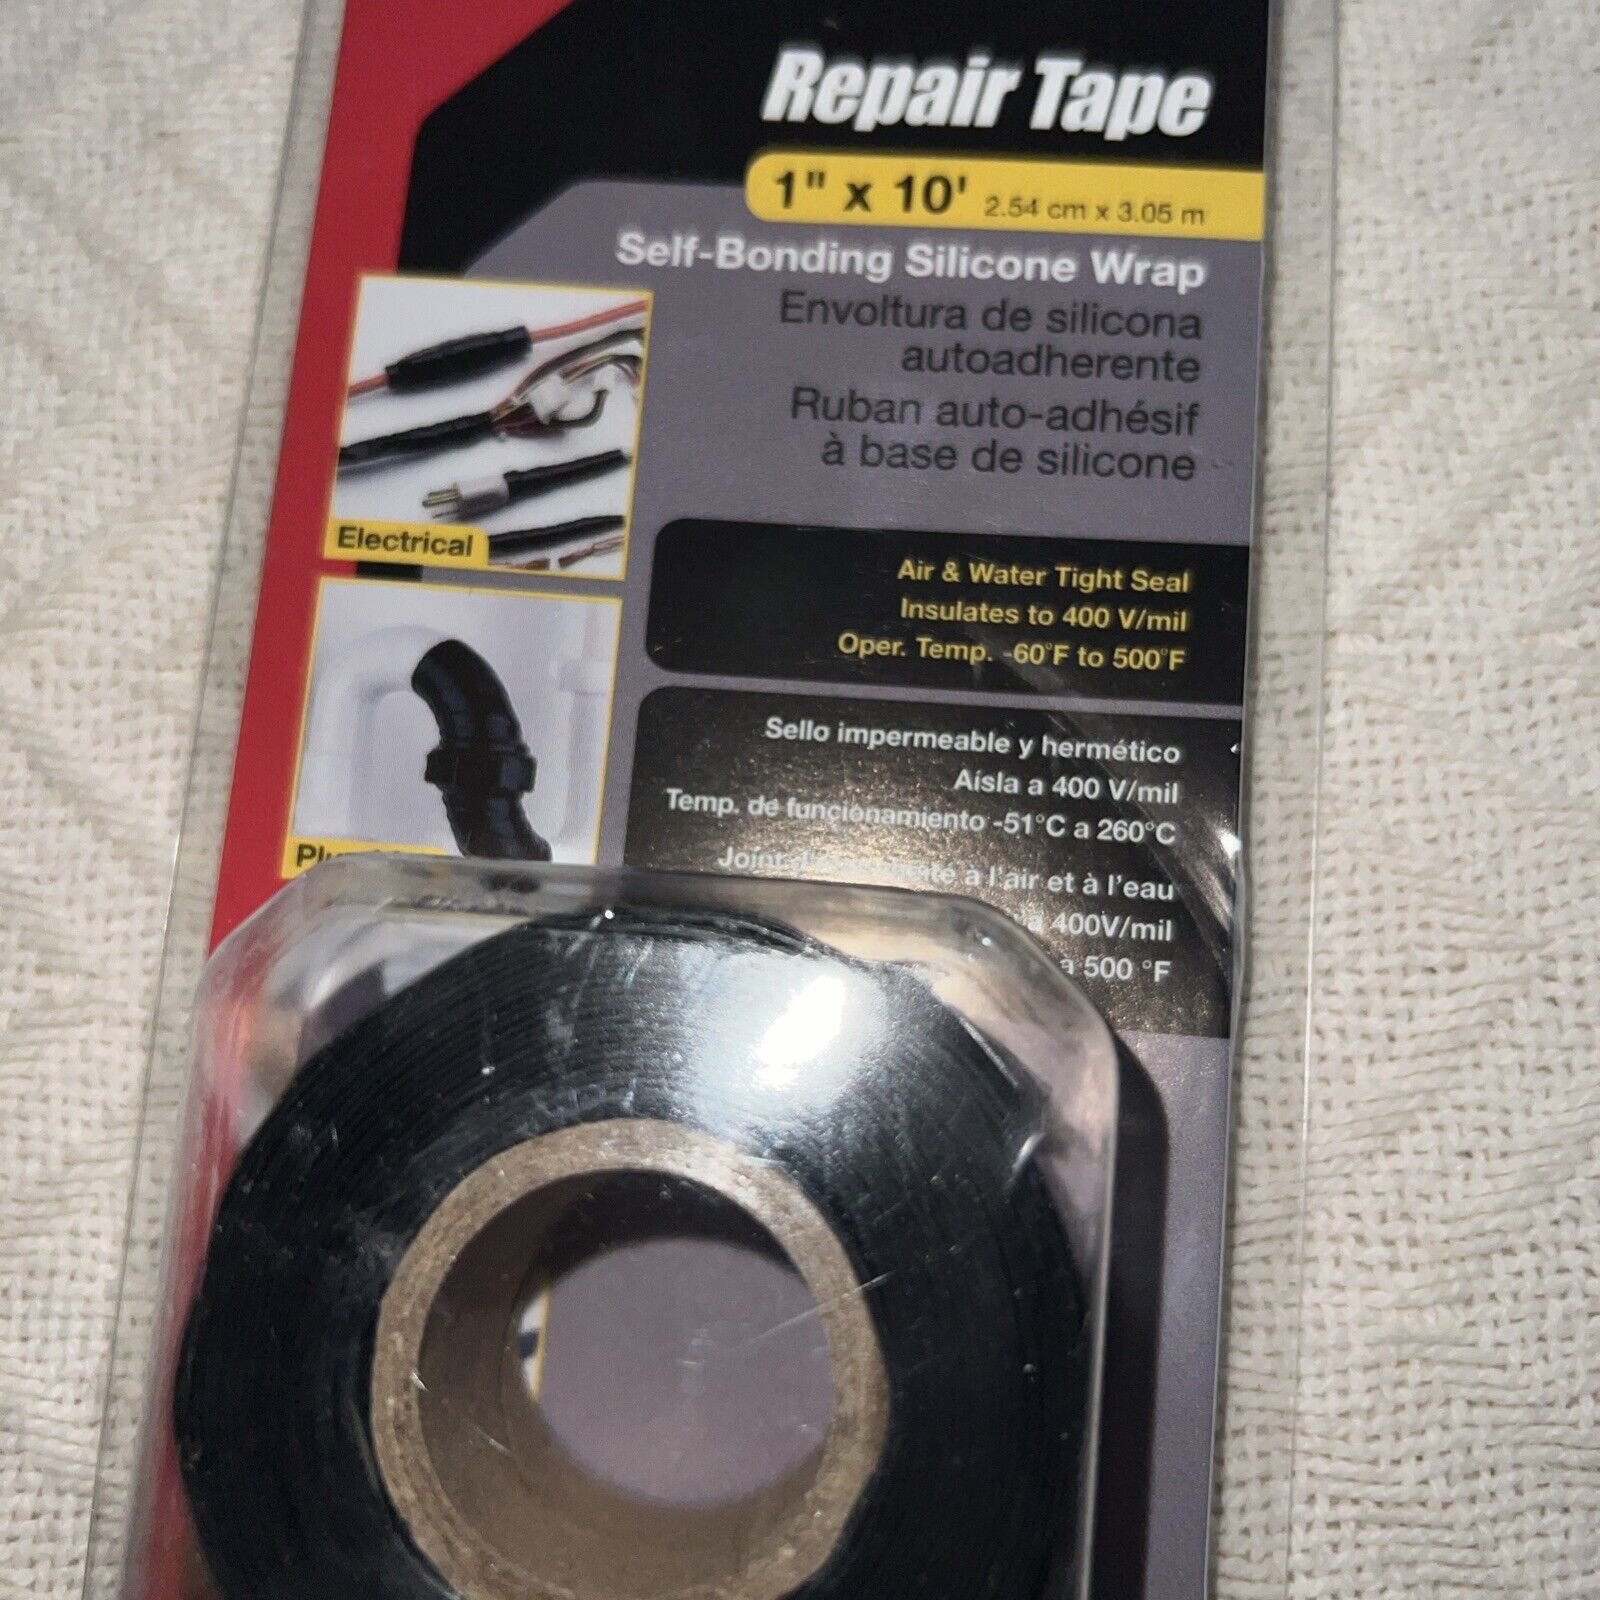 Repair Tape
1" x 10' 2.54 cm x 3.05 m
Self-Bonding Silicone Wrap
Envoltura de silicona
autoadherente
Ruban auto-adhésif
à base de silicone
Electrical
Air & Water Tight Seal
Insulates to 400 V/mil
Oper. Temp. -60°F to 500°F
Sello impermeable y hermético
Aísla a 400 V/mil
Temp. de funcionamiento -51°C a 260°C
Joint à l'air et à l'eau
à 400V/mil
à 500 °F